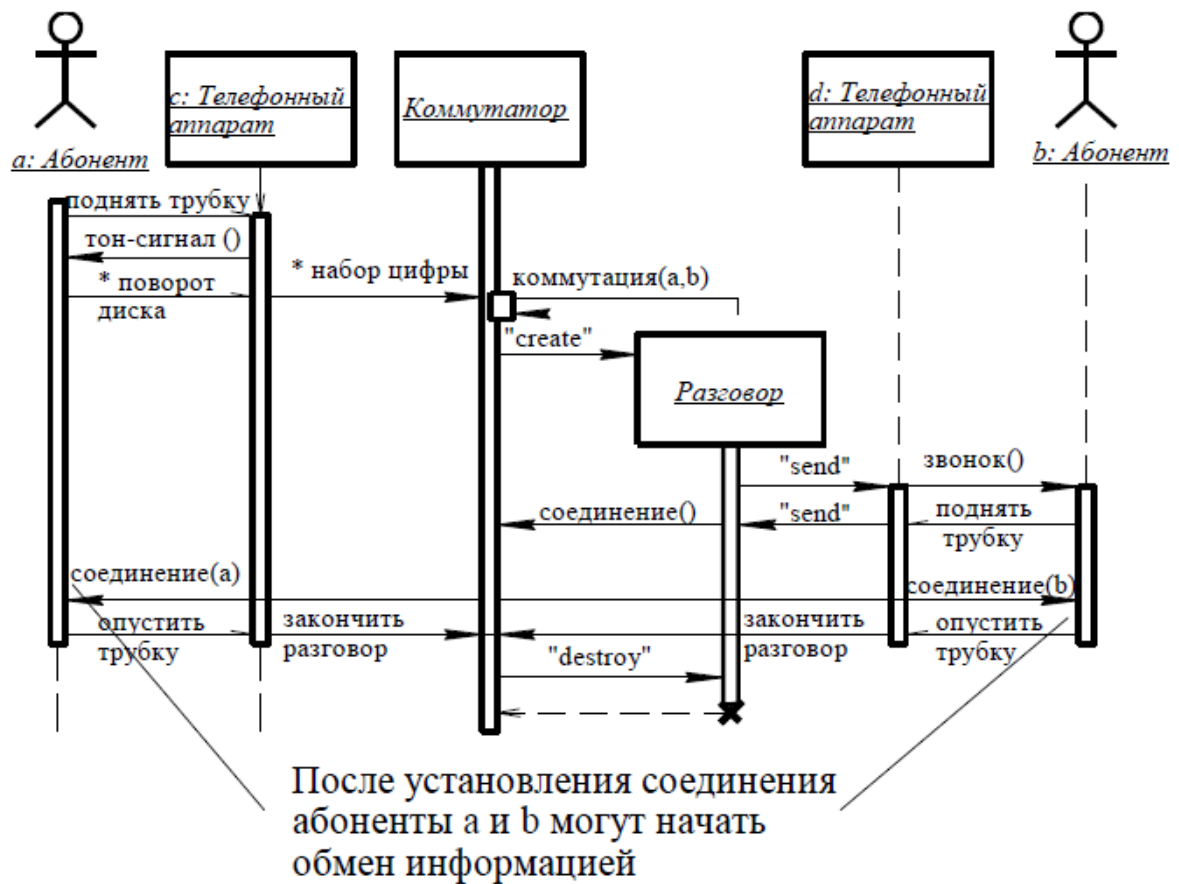 c: Телефонный
аппарат
Коммутатор
d: Телефонный
аппарат
a: Абонент
b: Абонент
поднять трубку
тон-сигнал ()
* поворот
диска
* набор цифры
коммутация(a,b)
"create"
Разговор
"send"
звонок()
соединение()
"send"
поднять
трубку
соединение(a)
соединение(b)
опустить
трубку
закончить
разговор
закончить
разговор
опустить
трубку
"destroy"
После установления соединения
абоненты a и b могут начать
обмен информацией